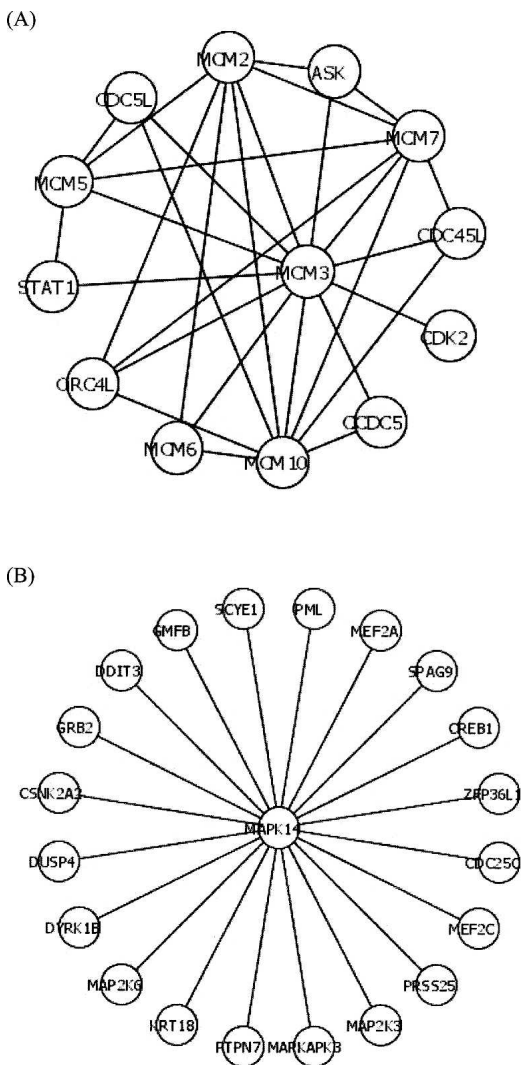 (A)
MCM2
ASK
CDC5L
MCM7
MCM5
CDC45L
MCM3
STAT1
CDK2
ORC4L
CCDC5
MCM6
MCM10
(B)
SCYE1
PML
GMFB
MEF2A
DDIT3
SPAG9
GRB2
CREB1
CSNK2A2
ZFP36L1
MAPK14
DUSP4
CDC25C
DYRK1B
MEF2C
MAP2K6
PRSS25
KRT18
MAP2K3
PTPN7
MAPKAPK3